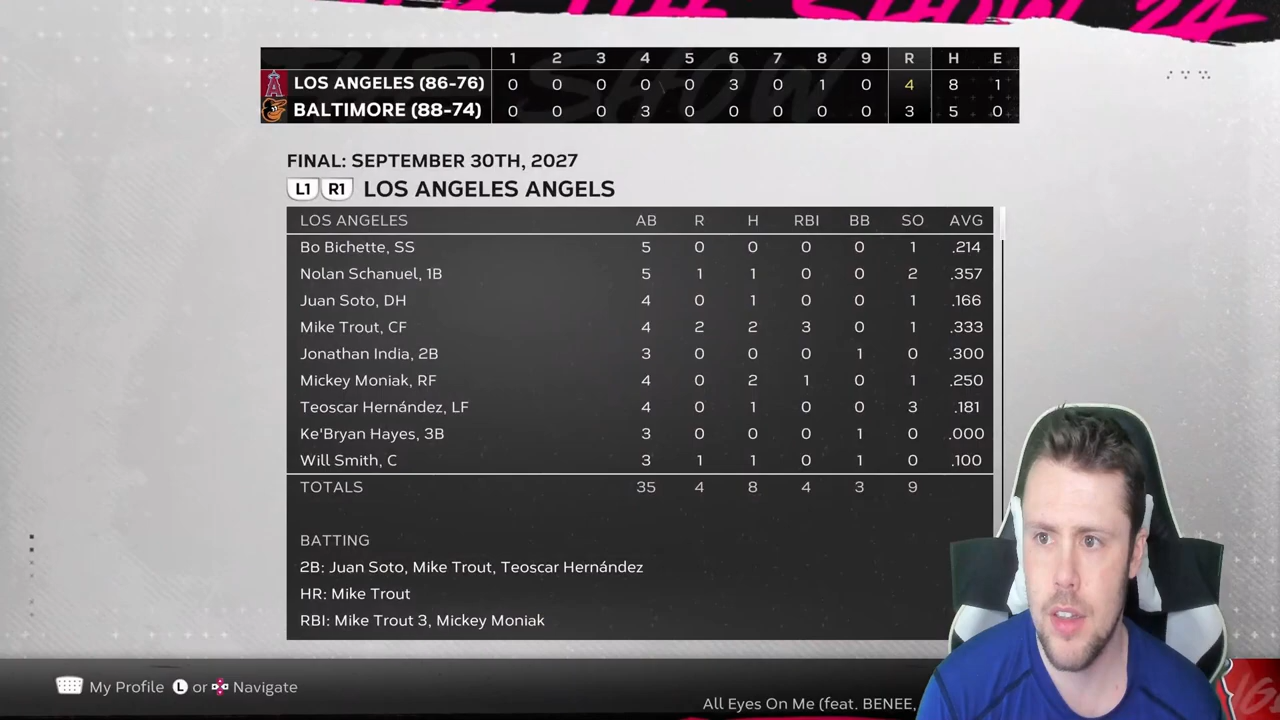 THE SHOW 24
1 2 3 4 5 6 7 8 9 R H E
LOS ANGELES (86-76) 0 0 0 0 0 3 0 1 0 4 8 1
BALTIMORE (88-74) 0 0 0 3 0 0 0 0 0 3 5 0
FINAL: SEPTEMBER 30TH, 2027
L1 R1 LOS ANGELES ANGELS
LOS ANGELES AB R H RBI BB SO AVG
Bo Bichette, SS 5 0 0 0 0 1 .214
Nolan Schanuel, 1B 5 1 1 0 0 2 .357
Juan Soto, DH 4 0 1 0 0 1 .166
Mike Trout, CF 4 2 2 3 0 1 .333
Jonathan India, 2B 3 0 0 0 1 0 .300
Mickey Moniak, RF 4 0 2 1 0 1 .250
Teoscar Hernández, LF 4 0 1 0 0 3 .181
Ke'Bryan Hayes, 3B 3 0 0 0 1 0 .000
Will Smith, C 3 1 1 0 1 0 .100
TOTALS 35 4 8 4 3 9
BATTING
2B: Juan Soto, Mike Trout, Teoscar Hernández
HR: Mike Trout
RBI: Mike Trout 3, Mickey Moniak
My Profile L or Navigate
All Eyes On Me (feat. BENEE,